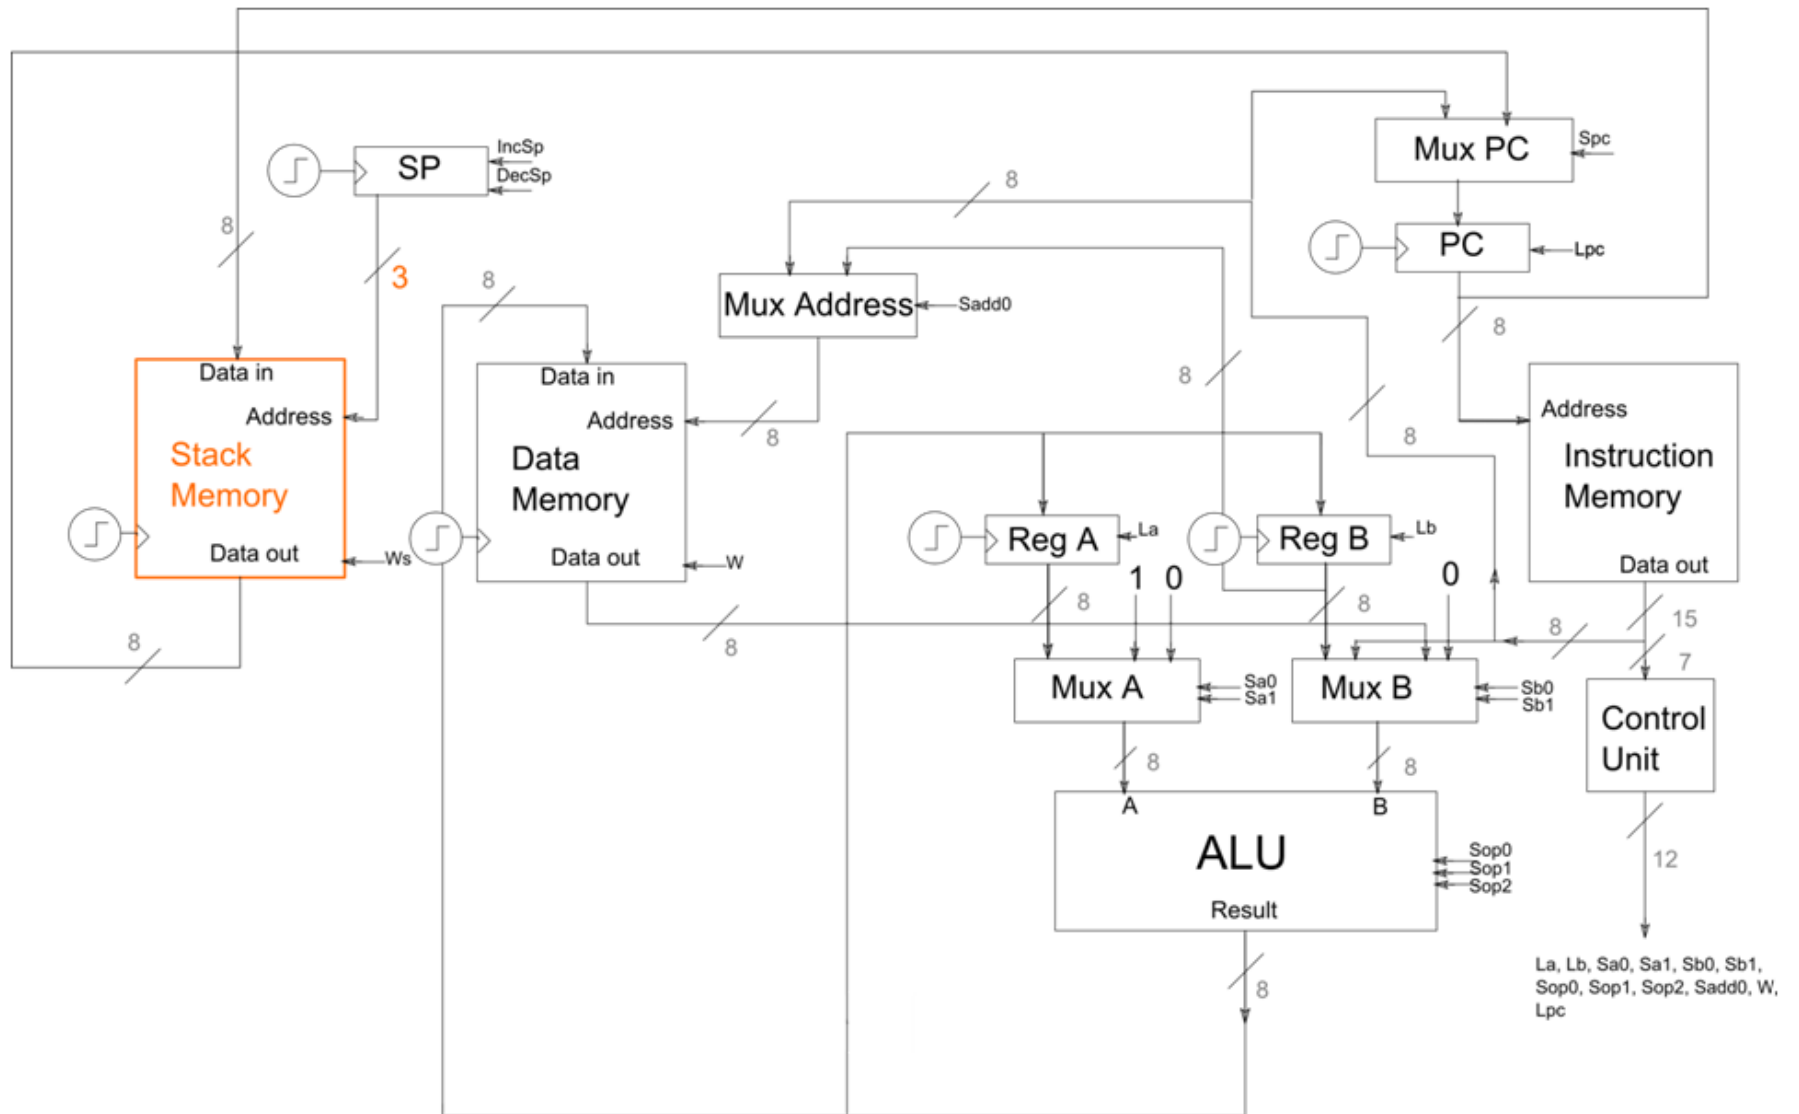 IncSp
SP
DecSp
Mux PC
Spc
8
8
PC
Lpc
3
8
Mux Address
Sadd0
8
8
Data in
Data in
Address
Address
8
8
Address
Stack
Memory
Data
Memory
Instruction
Memory
Data out
Ws
Data out
W
Reg A
La
Reg B
Lb
Data out
1
0
0
8
8
8
15
8
8
7
Mux A
Sa0
Sa1
Mux B
Sb0
Sb1
Control
Unit
8
8
A
B
ALU
Sop0
Sop1
Sop2
12
Result
8
La, Lb, Sa0, Sa1, Sb0, Sb1,
Sop0, Sop1, Sop2, Sadd0, W,
Lpc